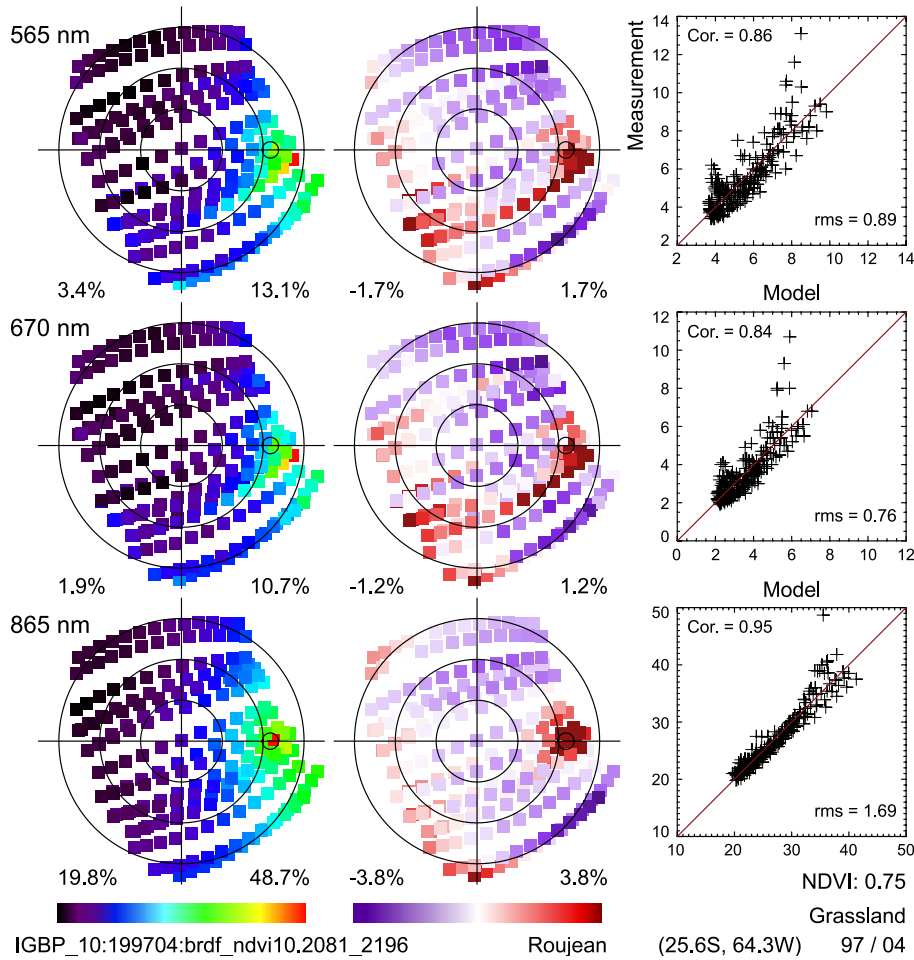 565 nm
3.4%
13.1%
-1.7%
1.7%
Measurement
Cor. = 0.86
rms = 0.89
14
12
10
8
6
4
2
2 4 6 8 10 12 14
Model
670 nm
1.9%
10.7%
-1.2%
1.2%
Cor. = 0.84
rms = 0.76
12
10
8
6
4
2
0
0 2 4 6 8 10 12
Model
865 nm
19.8%
48.7%
-3.8%
3.8%
Cor. = 0.95
rms = 1.69
50
40
30
20
10
10 20 30 40 50
NDVI: 0.75
Grassland
IGBP_10:199704:brdf_ndvi10.2081_2196
Roujean
(25.6S, 64.3W)
97 / 04